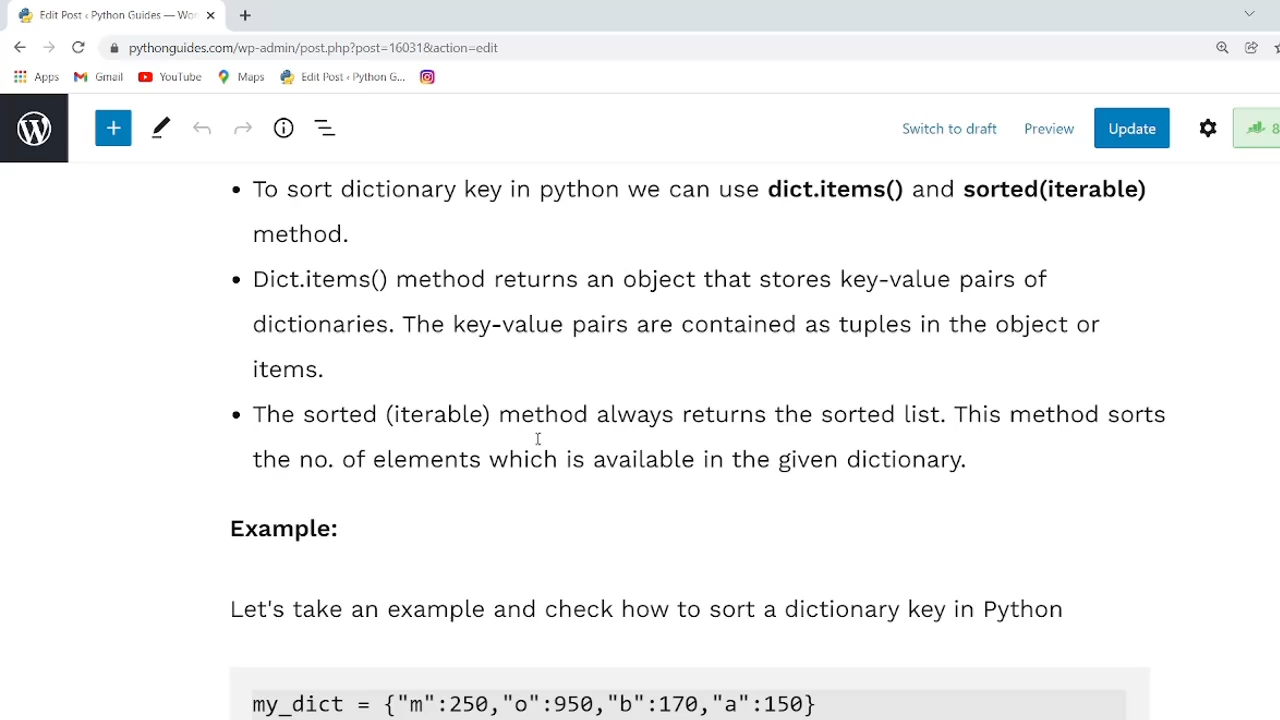 Edit Post ‹ Python Guides — Wor
pythonguides.com/wp-admin/post.php?post=16031&action=edit
Apps Gmail YouTube Maps Edit Post ‹ Python G...
Switch to draft Preview Update 8
• To sort dictionary key in python we can use dict.items() and sorted(iterable)
method.
• Dict.items() method returns an object that stores key-value pairs of
dictionaries. The key-value pairs are contained as tuples in the object or
items.
• The sorted (iterable) method always returns the sorted list. This method sorts
the no. of elements which is available in the given dictionary.
Example:
Let's take an example and check how to sort a dictionary key in Python
my_dict = {"m":250,"o":950,"b":170,"a":150}